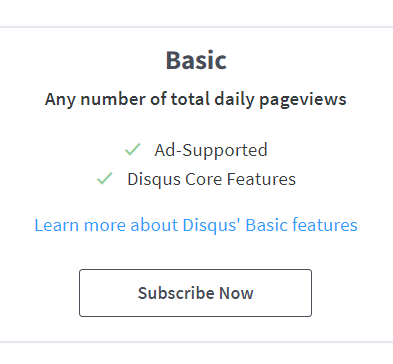 Basic
Any number of total daily pageviews
Ad-Supported
Disqus Core Features
Learn more about Disqus' Basic features
Subscribe Now